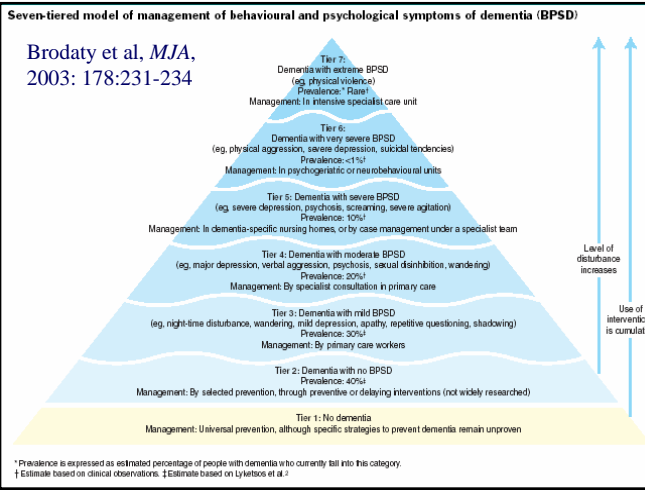 Seven-tiered model of management of behavioural and psychological symptoms of dementia (BPSD)
Brodaty et al, MJA,
2003: 178:231-234
Tier 7:
Dementia with extreme BPSD
(eg, physical violence)
Prevalence:* Rare†
Management: In intensive specialist care unit
Tier 6:
Dementia with very severe BPSD
(eg, physical aggression, severe depression, suicidal tendencies)
Prevalence: <1%†
Management: In psychogeriatric or neurobehavioural units
Tier 5: Dementia with severe BPSD
(eg, severe depression, psychosis, screaming, severe agitation)
Prevalence: 10%†
Management: In dementia-specific nursing homes, or by case management under a specialist team
Tier 4: Dementia with moderate BPSD
(eg, major depression, verbal aggression, psychosis, sexual disinhibition, wandering)
Prevalence: 20%†
Management: By specialist consultation in primary care
Tier 3: Dementia with mild BPSD
(eg, night-time disturbance, wandering, mild depression, apathy, repetitive questioning, shadowing)
Prevalence: 30%‡
Management: By primary care workers
Tier 2: Dementia with no BPSD
Prevalence: 40%‡
Management: By selected prevention, through preventive or delaying interventions (not widely researched)
Tier 1: No dementia
Management: Universal prevention, although specific strategies to prevent dementia remain unproven
Level of
disturbance
increases
Use of
interventio
is cumulat
* Prevalence is expressed as estimated percentage of people with dementia who currently fall into this category.
† Estimate based on clinical observations. ‡Estimate based on Lyketsos et al.²